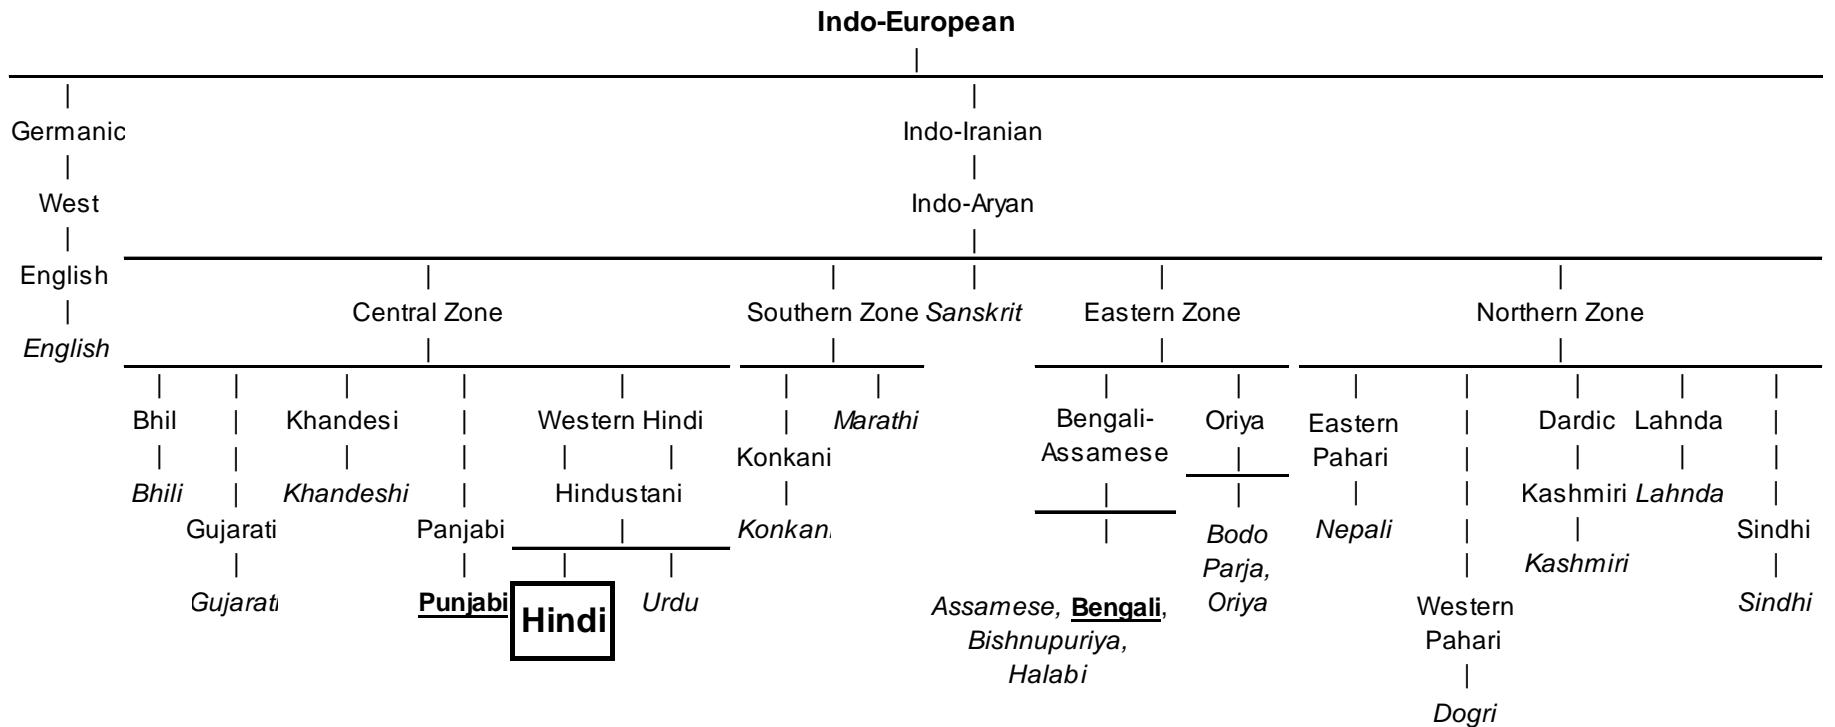 Indo-European
Germanic Indo-Iranian
West Indo-Aryan
English
Central Zone Southern Zone Sanskrit Eastern Zone Northern Zone
English
Bhil Khandesi Western Hindi Marathi Bengali- Oriya Eastern Dardic Lahnda
Konkani Assamese Pahari
Bhili Khandeshi Hindustani Kashmiri Lahnda
Gujarati Panjabi Konkani Bodo Nepali Sindhi
Parja, Kashmiri
Gujarati Punjabi Hindi Urdu Assamese, Bengali, Oriya Western Sindhi
Bishnupuriya, Pahari
Halabi
Dogri